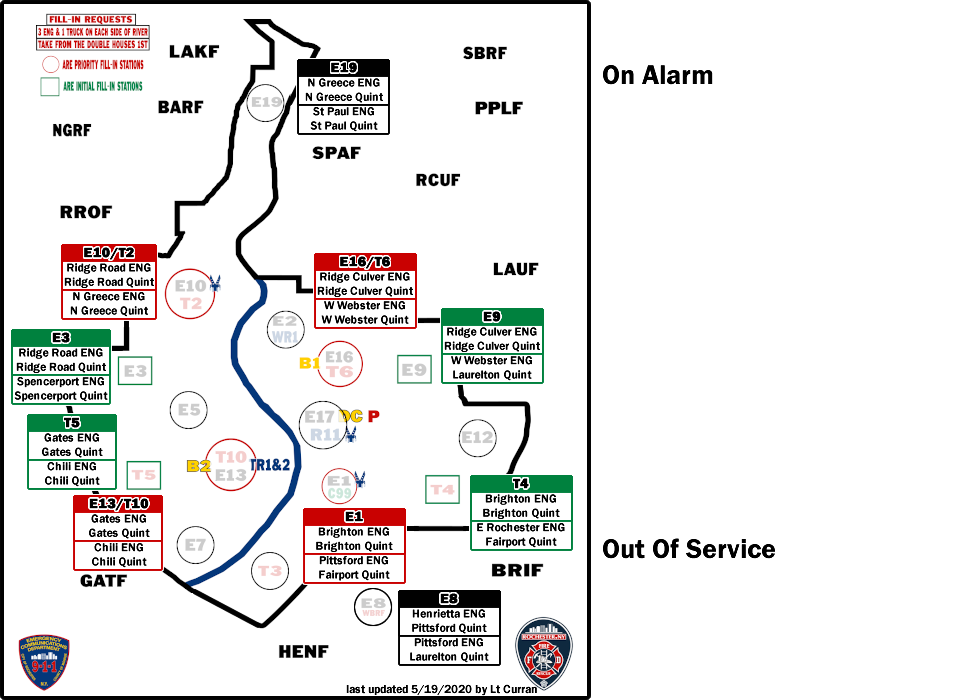 FILL-IN REQUESTS
3 ENG & 1 TRUCK ON EACH SIDE OF RIVER
TAKE FROM THE DOUBLE HOUSES 1ST
ARE PRIORITY FILL-IN STATIONS
ARE INITIAL FILL-IN STATIONS
LAKF
SBRF
On Alarm
E19
N Greece ENG
N Greece Quint
St Paul ENG
St Paul Quint
E19
BARF
PPLF
NGRF
SPAF
RCUF
RROF
E10/T2
Ridge Road ENG
Ridge Road Quint
N Greece ENG
N Greece Quint
E10
T2
E16/T6
Ridge Culver ENG
Ridge Culver Quint
W Webster ENG
W Webster Quint
LAUF
E2
WR1
E9
Ridge Culver ENG
Ridge Culver Quint
W Webster ENG
Laurelton Quint
E3
Ridge Road ENG
Ridge Road Quint
Spencerport ENG
Spencerport Quint
E3
B1
E16
T6
E9
E5
E17
DC
P
R11
E12
T5
Gates ENG
Gates Quint
Chili ENG
Chili Quint
T5
B2
T10
E13
TR1&2
E1
C99
T4
T4
Brighton ENG
Brighton Quint
E Rochester ENG
Fairport Quint
E13/T10
Gates ENG
Gates Quint
Chili ENG
Chili Quint
E7
E1
Brighton ENG
Brighton Quint
Pittsford ENG
Fairport Quint
Out Of Service
GATF
T3
BRIF
E8
WBRF
E8
Henrietta ENG
Pittsford Quint
Pittsford ENG
Laurelton Quint
HENF
EMERGENCY
COMMUNICATIONS
DEPARTMENT
9-1-1
N.Y.
ROCHESTER, NY
FIRE
F
D
RESCUE
last updated 5/19/2020 by Lt Curran